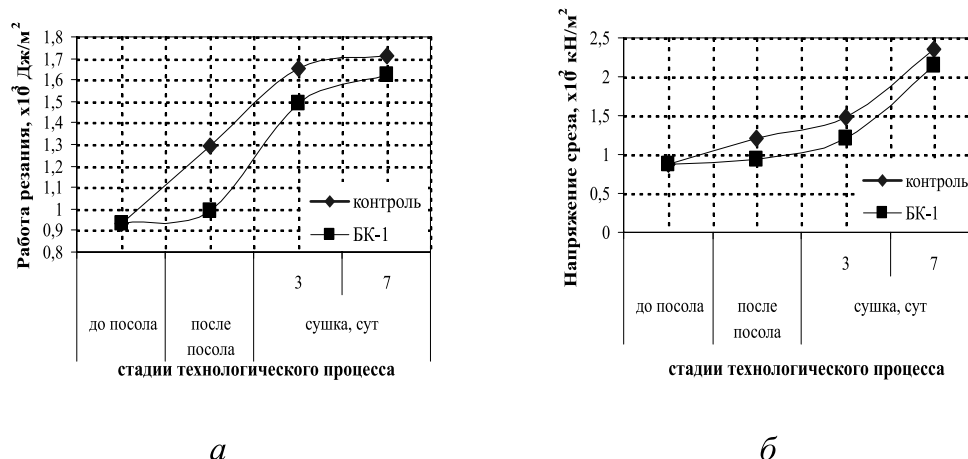 Работа резания, х10³ Дж/м²
1,8
1,7
1,6
1,5
1,4
1,3
1,2
1,1
1
0,9
0,8
контроль
БК-1
3
7
до посола
после
посола
сушка, сут
стадии технологического процесса
а
Напряжение среза, х10² кН/м²
2,5
2
1,5
1
0,5
0
контроль
БК-1
3
7
до посола
после
посола
сушка, сут
стадии технологического процесса
б